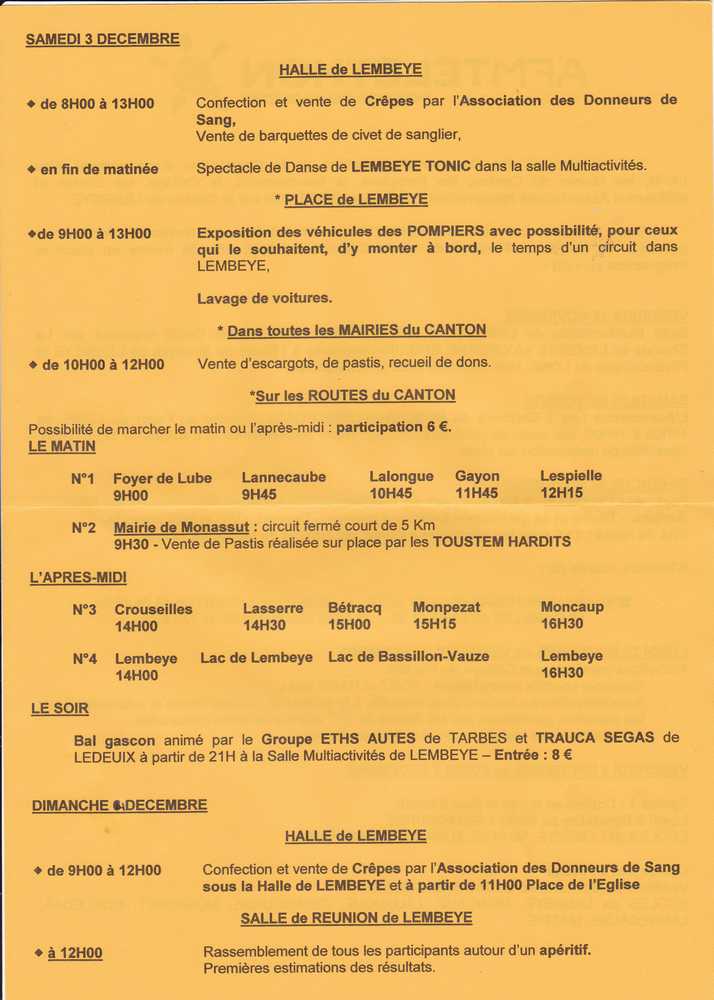 SAMEDI 3 DECEMBRE
HALLE de LEMBEYE
◆ de 8H00 à 13H00 Confection et vente de Crêpes par l'Association des Donneurs de
Sang,
Vente de barquettes de civet de sanglier,
◆ en fin de matinée Spectacle de Danse de LEMBEYE TONIC dans la salle Multiactivités.
* PLACE de LEMBEYE
◆de 9H00 à 13H00 Exposition des véhicules des POMPIERS avec possibilité, pour ceux
qui le souhaitent, d'y monter à bord, le temps d'un circuit dans
LEMBEYE,
Lavage de voitures.
* Dans toutes les MAIRIES du CANTON
◆ de 10H00 à 12H00 Vente d'escargots, de pastis, recueil de dons.
*Sur les ROUTES du CANTON
Possibilité de marcher le matin ou l'après-midi : participation 6 €.
LE MATIN
N°1 Foyer de Lube Lannecaube Lalongue Gayon Lespielle
9H00 9H45 10H45 11H45 12H15
N°2 Mairie de Monassut : circuit fermé court de 5 Km
9H30 - Vente de Pastis réalisée sur place par les TOUSTEM HARDITS
L'APRES-MIDI
N°3 Crouseilles Lasserre Bétracq Monpezat Moncaup
14H00 14H30 15H00 15H15 16H30
N°4 Lembeye Lac de Lembeye Lac de Bassillon-Vauze Lembeye
14H00 16H30
LE SOIR
Bal gascon animé par le Groupe ETHS AUTES de TARBES et TRAUCA SEGAS de
LEDEUIX à partir de 21H à la Salle Multiactivités de LEMBEYE – Entrée : 8 €
DIMANCHE 4 DECEMBRE
HALLE de LEMBEYE
◆ de 9H00 à 12H00 Confection et vente de Crêpes par l'Association des Donneurs de Sang
sous la Halle de LEMBEYE et à partir de 11H00 Place de l'Eglise
SALLE de REUNION de LEMBEYE
◆ à 12H00 Rassemblement de tous les participants autour d'un apéritif.
Premières estimations des résultats.